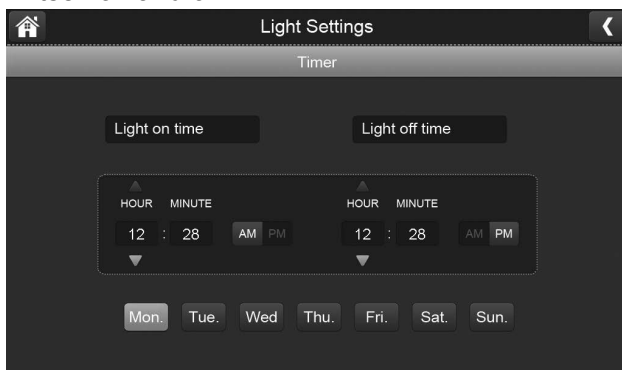 Light Settings
Timer
Light on time Light off time
HOUR MINUTE HOUR MINUTE
12 : 28 AM PM 12 : 28 AM PM
Mon. Tue. Wed Thu. Fri. Sat. Sun.